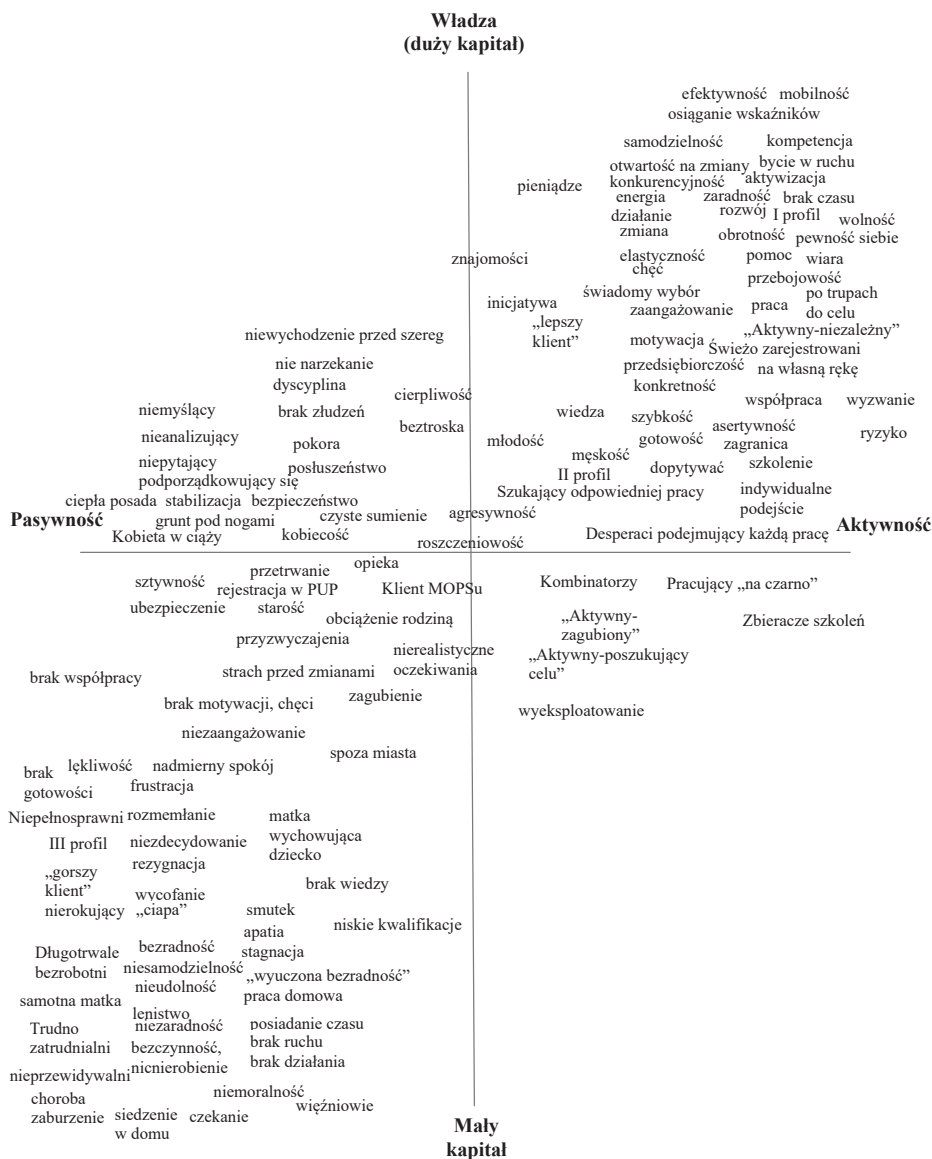 Władza
(duży kapitał)
efektywność mobilność
osiąganie wskaźników
samodzielność kompetencja
otwartość na zmiany bycie w ruchu
pieniądze konkurencyjność aktywizacja
energia zaradność brak czasu
działanie rozwój I profil wolność
zmiana obrotność pewność siebie
znajomości elastyczność pomoc wiara
chęć przebojowość
inicjatywa świadomy wybór praca po trupach
do celu
zaangażowanie
„lepszy
klient”
„Aktywny-niezależny”
niewychodzenie przed szereg motywacja Świeżo zarejestrowani
nie narzekanie przedsiębiorczość na własną rękę
dyscyplina konkretność
cierpliwość współpraca wyzwanie
niemyślący brak złudzeń wiedza szybkość
beztroska asertywność ryzyko
nieanalizujący pokora młodość gotowość zagranica
męskość
niepytający posłuszeństwo II profil dopytywać szkolenie
podporządkowujący się
Szukający odpowiedniej pracy indywidualne
podejście
ciepła posada stabilizacja bezpieczeństwo
Pasywność grunt pod nogami czyste sumienie agresywność Aktywność
Kobieta w ciąży kobiecość roszczeniowość Desperaci podejmujący każdą pracę
opieka
sztywność przetrwanie Kombinatorzy Pracujący „na czarno”
rejestracja w PUP Klient MOPSu
ubezpieczenie starość
obciążenie rodziną „Aktywny-
zagubiony”
Zbieracze szkoleń
przyzwyczajenia
nierealistyczne
oczekiwania
„Aktywny-poszukujący
celu”
brak współpracy strach przed zmianami
brak motywacji, chęci zagubienie
wyeksploatowanie
niezaangażowanie
spoza miasta
brak
gotowości
lękliwość nadmierny spokój
frustracja
Niepełnosprawni rozmemłanie matka
wychowująca
dziecko
III profil niezdecydowanie
rezygnacja
„gorszy
klient”
brak wiedzy
wycofanie
nierokujący „ciapa” smutek
niskie kwalifikacje
apatia
Długotrwale
bezrobotni
bezradność stagnacja
niesamodzielność „wyuczona bezradność”
nieudolność praca domowa
samotna matka
lenistwo
Trudno
zatrudnialni
niezaradność posiadanie czasu
bezczynność,
nicnierobienie
brak ruchu
brak działania
nieprzewidywalni
niemoralność
choroba
zaburzenie
więźniowie
siedzenie
w domu
czekanie
Mały
kapitał